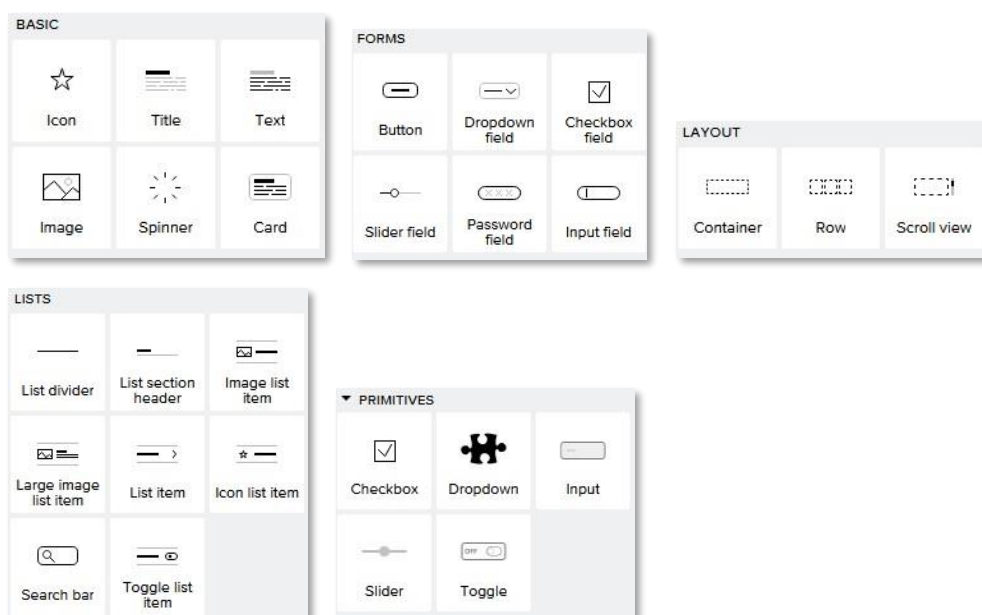 BASIC
Icon
Title
Text
Image
Spinner
Card
FORMS
Button
Dropdown
field
Checkbox
field
Slider field
Password
field
Input field
LAYOUT
Container
Row
Scroll view
LISTS
List divider
List section
header
Image list
item
Large image
list item
List item
Icon list item
Search bar
Toggle list
item
PRIMITIVES
Checkbox
Dropdown
Input
Slider
OFF
Toggle